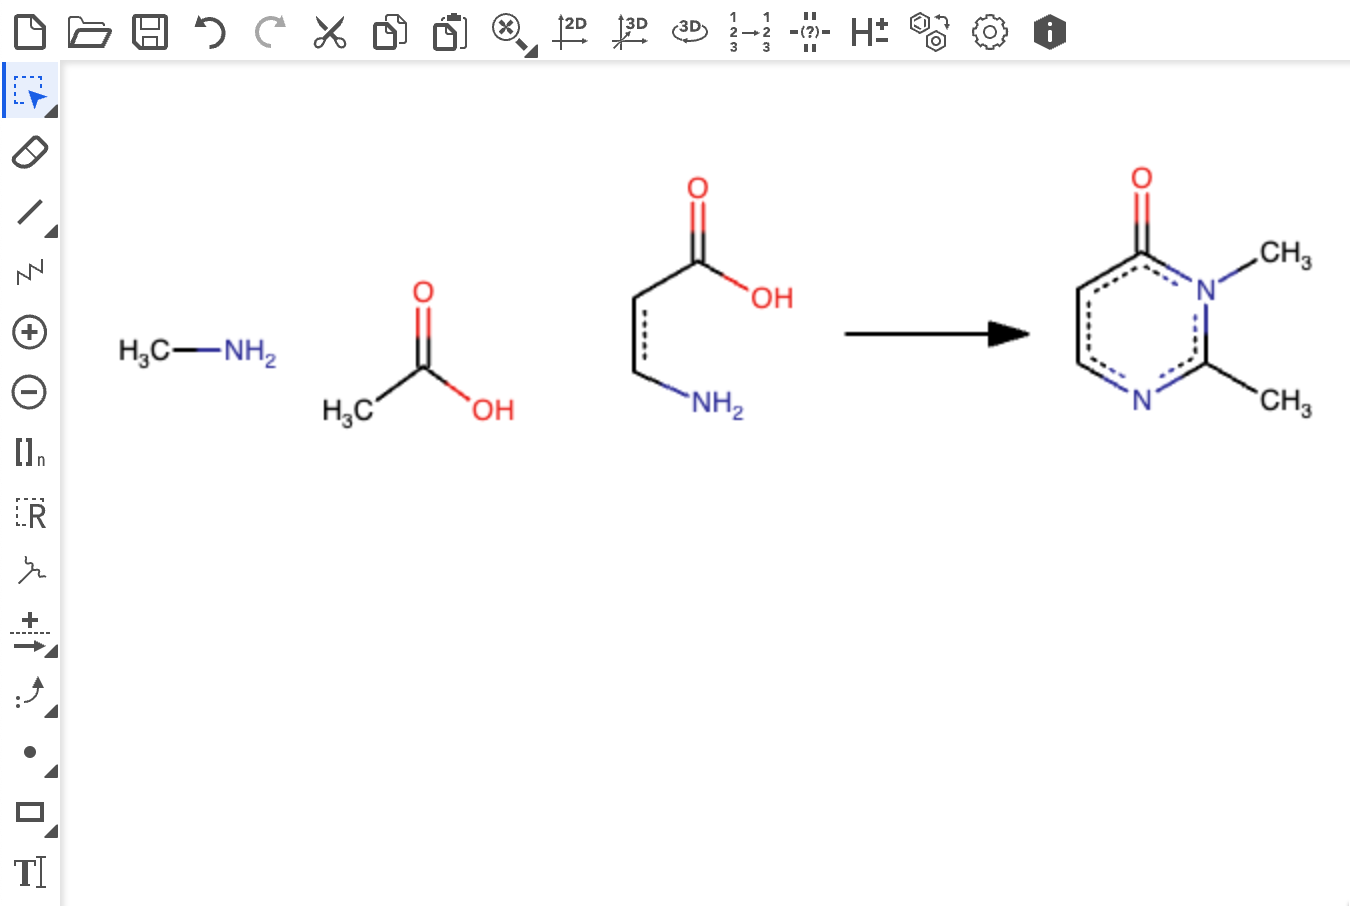 2D 3D 3D 1 2 3 1 2 3 (?) H±
[]n
R
T
H₃C NH₂
O
H₃C OH
O
OH
NH₂
O
CH₃
N
N
CH₃